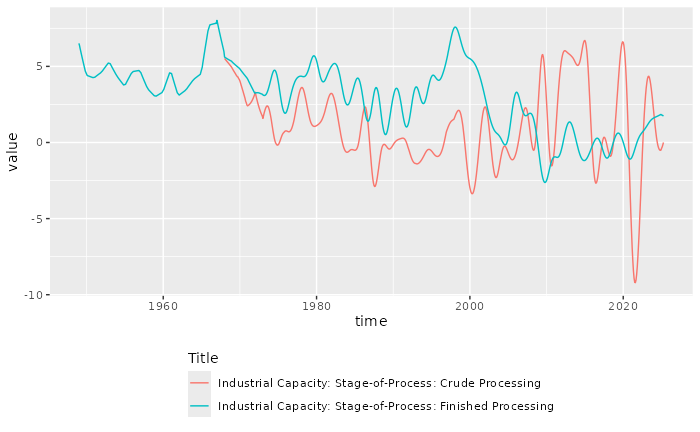 value
5
0
-5
-10
1960
1980
2000
2020
time
Title
Industrial Capacity: Stage-of-Process: Crude Processing
Industrial Capacity: Stage-of-Process: Finished Processing